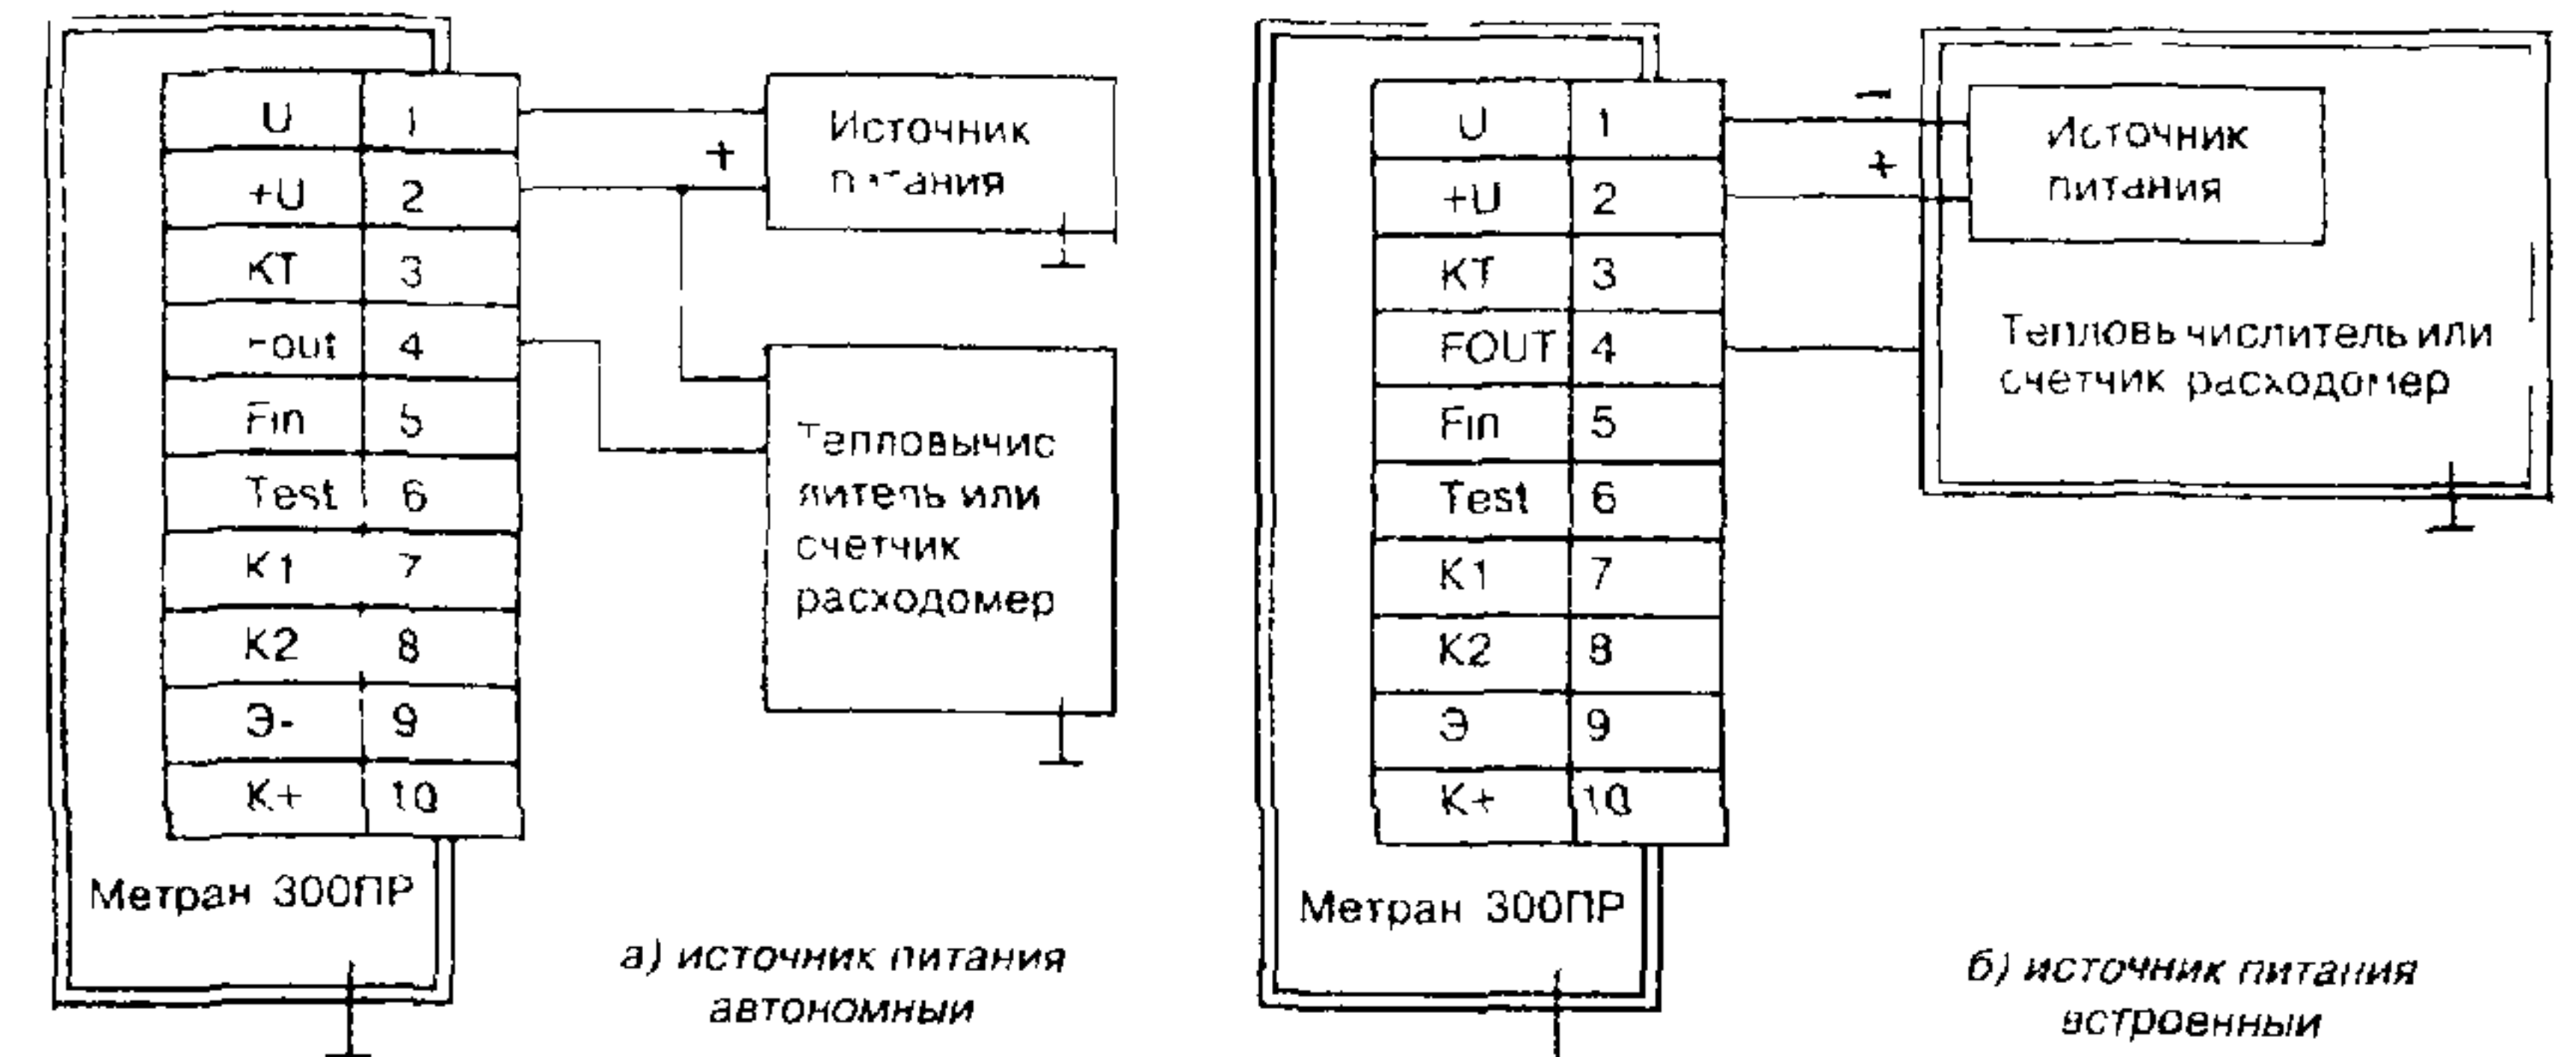 U 1
+U 2
KT 3
Fout 4
Fin 5
Test 6
K1 7
K2 8
Э- 9
K+ 10
Метран 300ПР
+
Источник
питания
Тепловычис
литель или
счетчик
расходомер
а) источник питания
автономный
U 1
+U 2
KT 3
FOUT 4
Fin 5
Test 6
K1 7
K2 8
Э 9
K+ 10
Метран 300ПР
–
+
Источник
питания
Тепловычислитель или
счетчик расходомер
б) источник питания
встроенный